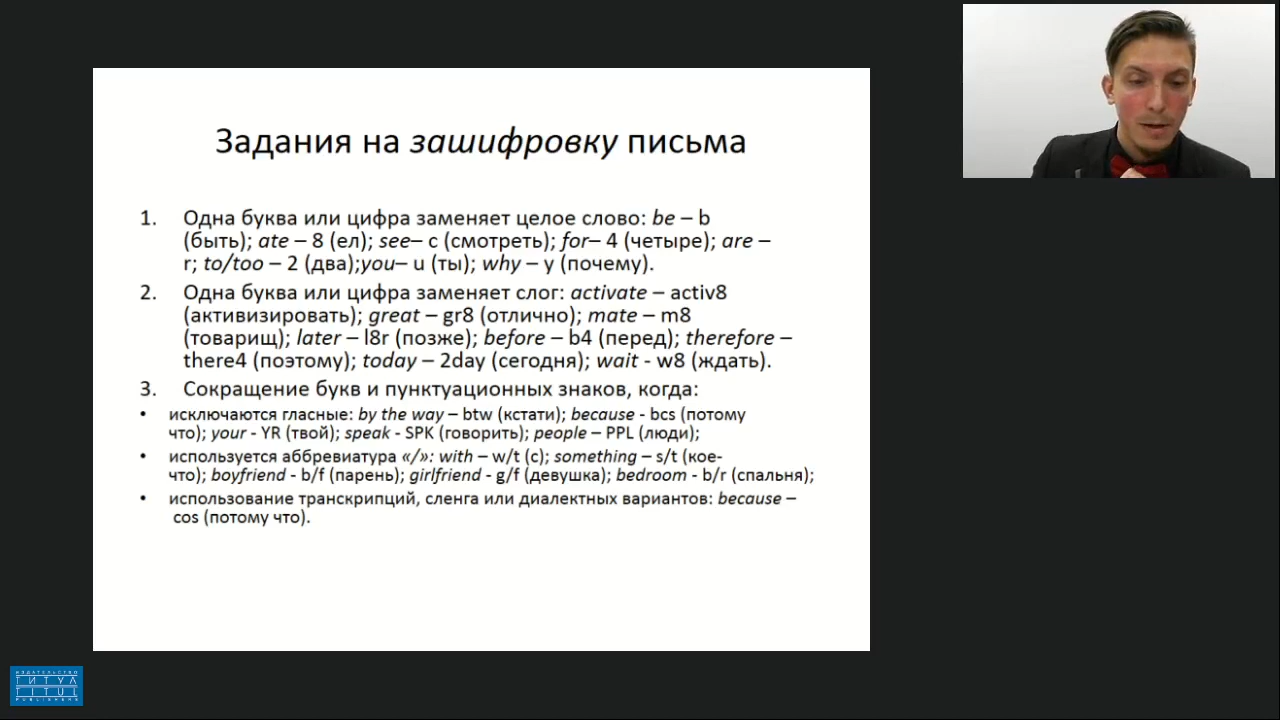 Задания на зашифровку письма
1. Одна буква или цифра заменяет целое слово: be – b
(быть); ate – 8 (ел); see– c (смотреть); for– 4 (четыре); are –
r; to/too – 2 (два);you– u (ты); why – y (почему).
2. Одна буква или цифра заменяет слог: activate – activ8
(активизировать); great – gr8 (отлично); mate – m8
(товарищ); later – l8r (позже); before – b4 (перед); therefore –
there4 (поэтому); today – 2day (сегодня); wait - w8 (ждать).
3. Сокращение букв и пунктуационных знаков, когда:
• исключаются гласные: by the way – btw (кстати); because - bcs (потому
что); your - YR (твой); speak - SPK (говорить); people – PPL (люди);
• используется аббревиатура «/»: with – w/t (с); something – s/t (кое-
что); boyfriend - b/f (парень); girlfriend - g/f (девушка); bedroom - b/r (спальня);
• использование транскрипций, сленга или диалектных вариантов: because –
cos (потому что).
ИЗДАТЕЛЬСТВО
ТИТУЛ
TITUL
PUBLISHERS